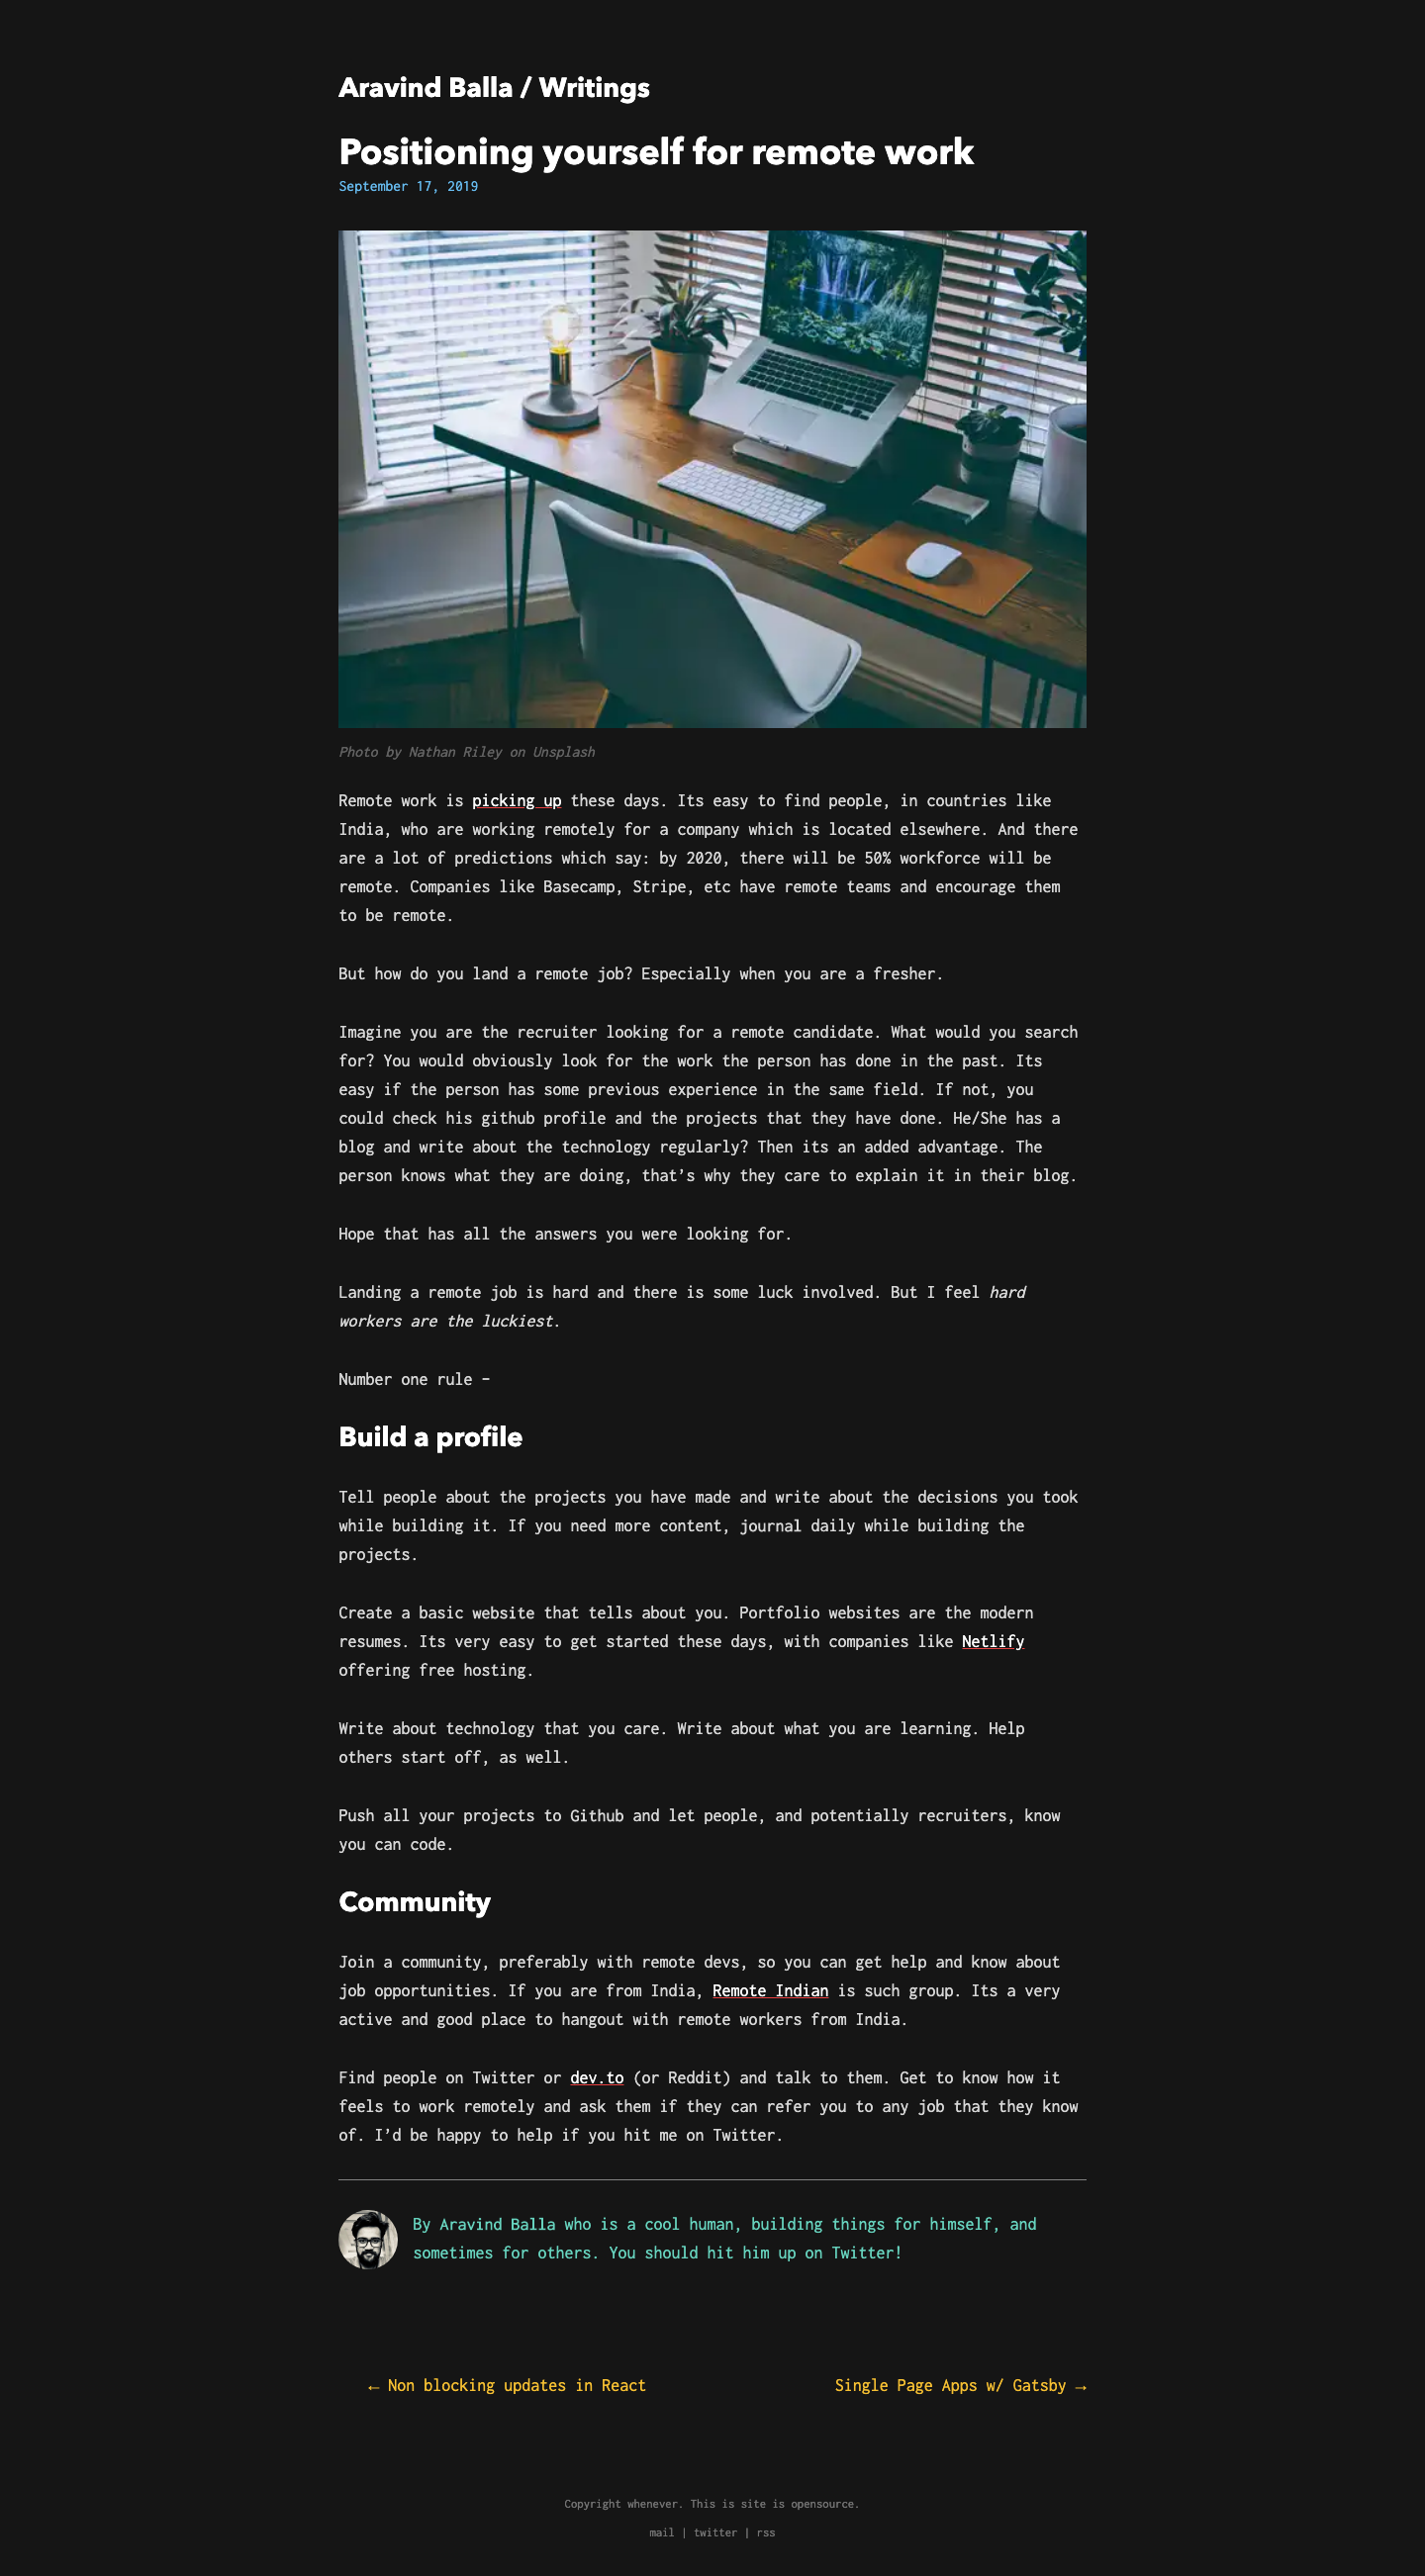 Aravind Balla / Writings
Positioning yourself for remote work
September 17, 2019
Photo by Nathan Riley on Unsplash
Remote work is picking up these days. Its easy to find people, in countries like
India, who are working remotely for a company which is located elsewhere. And there
are a lot of predictions which say: by 2020, there will be 50% workforce will be
remote. Companies like Basecamp, Stripe, etc have remote teams and encourage them
to be remote.
But how do you land a remote job? Especially when you are a fresher.
Imagine you are the recruiter looking for a remote candidate. What would you search
for? You would obviously look for the work the person has done in the past. Its
easy if the person has some previous experience in the same field. If not, you
could check his github profile and the projects that they have done. He/She has a
blog and write about the technology regularly? Then its an added advantage. The
person knows what they are doing, that’s why they care to explain it in their blog.
Hope that has all the answers you were looking for.
Landing a remote job is hard and there is some luck involved. But I feel hard
workers are the luckiest.
Number one rule –
Build a profile
Tell people about the projects you have made and write about the decisions you took
while building it. If you need more content, journal daily while building the
projects.
Create a basic website that tells about you. Portfolio websites are the modern
resumes. Its very easy to get started these days, with companies like Netlify
offering free hosting.
Write about technology that you care. Write about what you are learning. Help
others start off, as well.
Push all your projects to Github and let people, and potentially recruiters, know
you can code.
Community
Join a community, preferably with remote devs, so you can get help and know about
job opportunities. If you are from India, Remote Indian is such group. Its a very
active and good place to hangout with remote workers from India.
Find people on Twitter or dev.to (or Reddit) and talk to them. Get to know how it
feels to work remotely and ask them if they can refer you to any job that they know
of. I’d be happy to help if you hit me on Twitter.
By Aravind Balla who is a cool human, building things for himself, and
sometimes for others. You should hit him up on Twitter!
← Non blocking updates in React
Single Page Apps w/ Gatsby →
Copyright whenever. This is site is opensource.
mail | twitter | rss